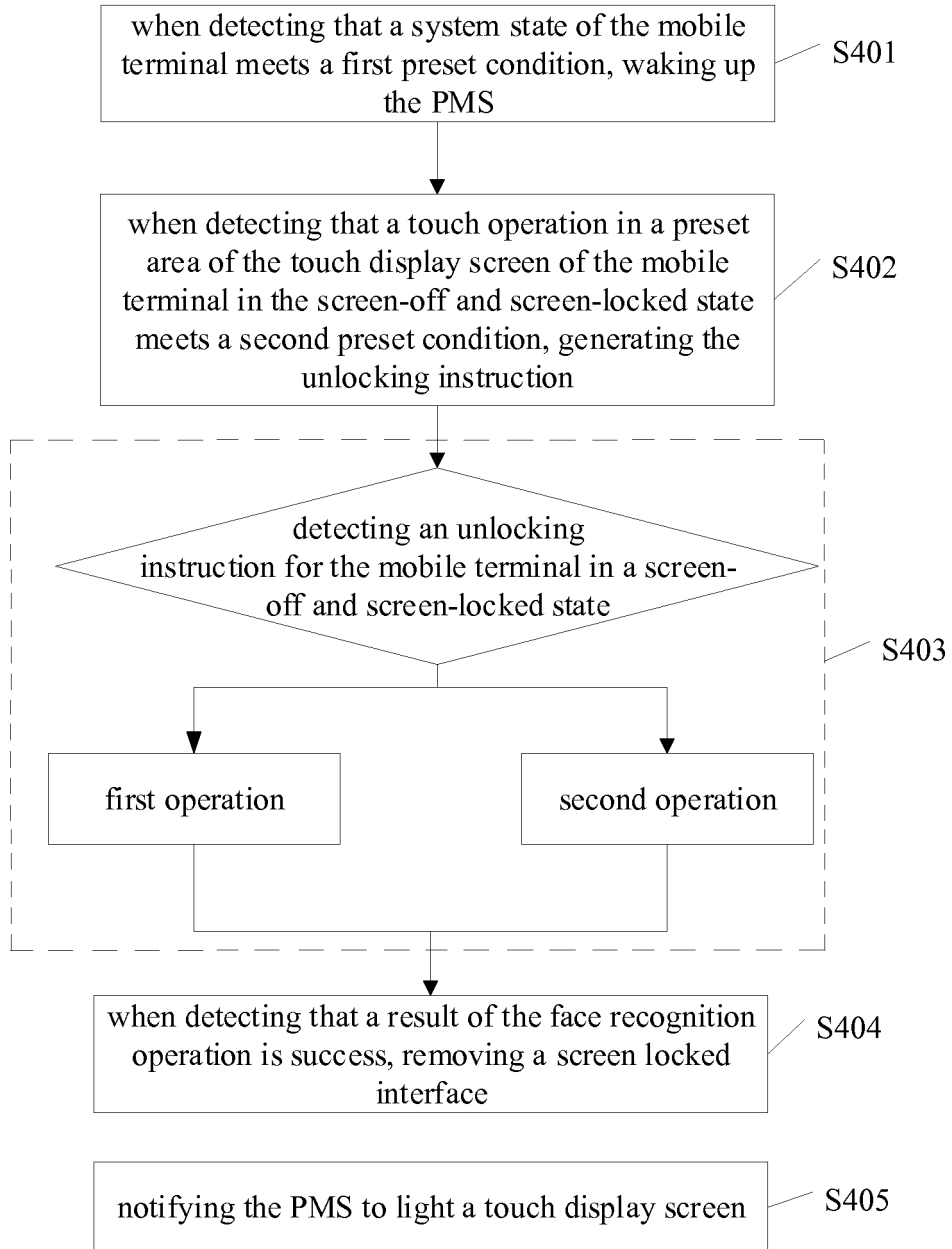 when detecting that a system state of the mobile
terminal meets a first preset condition, waking up
the PMS
S401
when detecting that a touch operation in a preset
area of the touch display screen of the mobile
terminal in the screen-off and screen-locked state
meets a second preset condition, generating the
unlocking instruction
S402
detecting an unlocking
instruction for the mobile terminal in a screen-
off and screen-locked state
S403
first operation
second operation
when detecting that a result of the face recognition
operation is success, removing a screen locked
interface
S404
notifying the PMS to light a touch display screen
S405